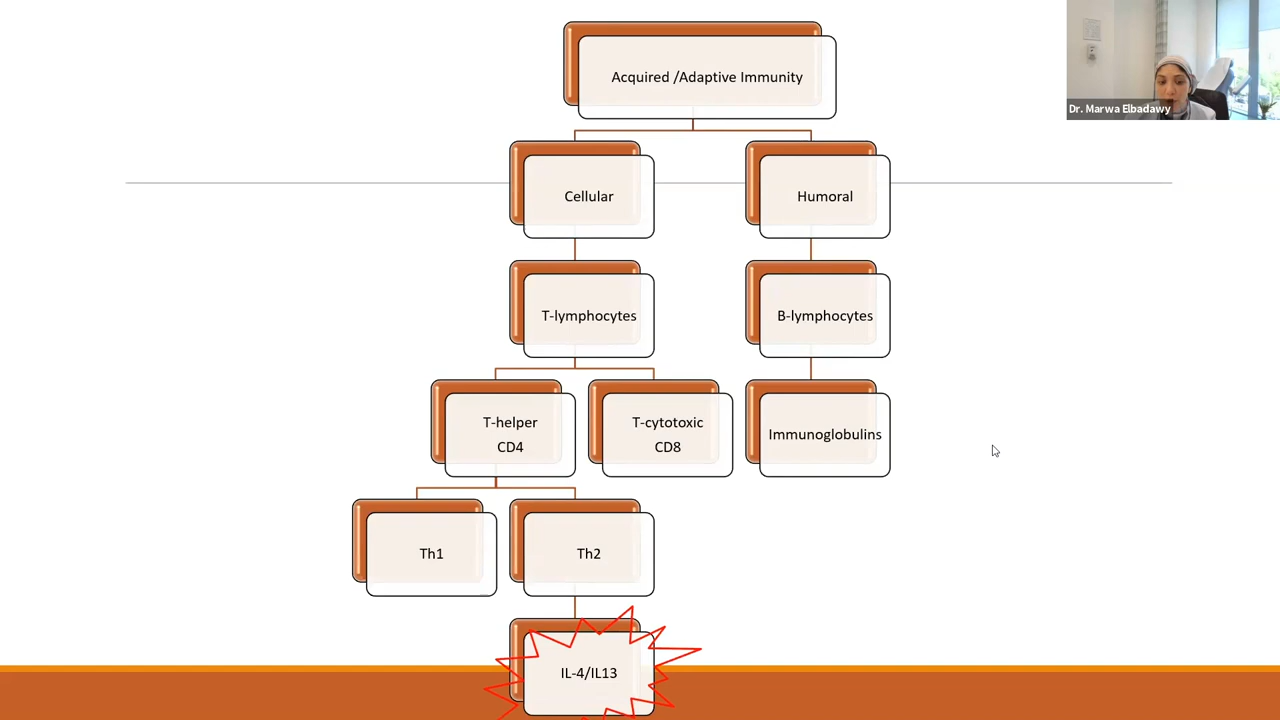 Acquired /Adaptive Immunity
Dr. Marwa Elbadawy
Cellular
Humoral
T-lymphocytes
B-lymphocytes
T-helper
CD4
T-cytotoxic
CD8
Immunoglobulins
Th1
Th2
IL-4/IL13